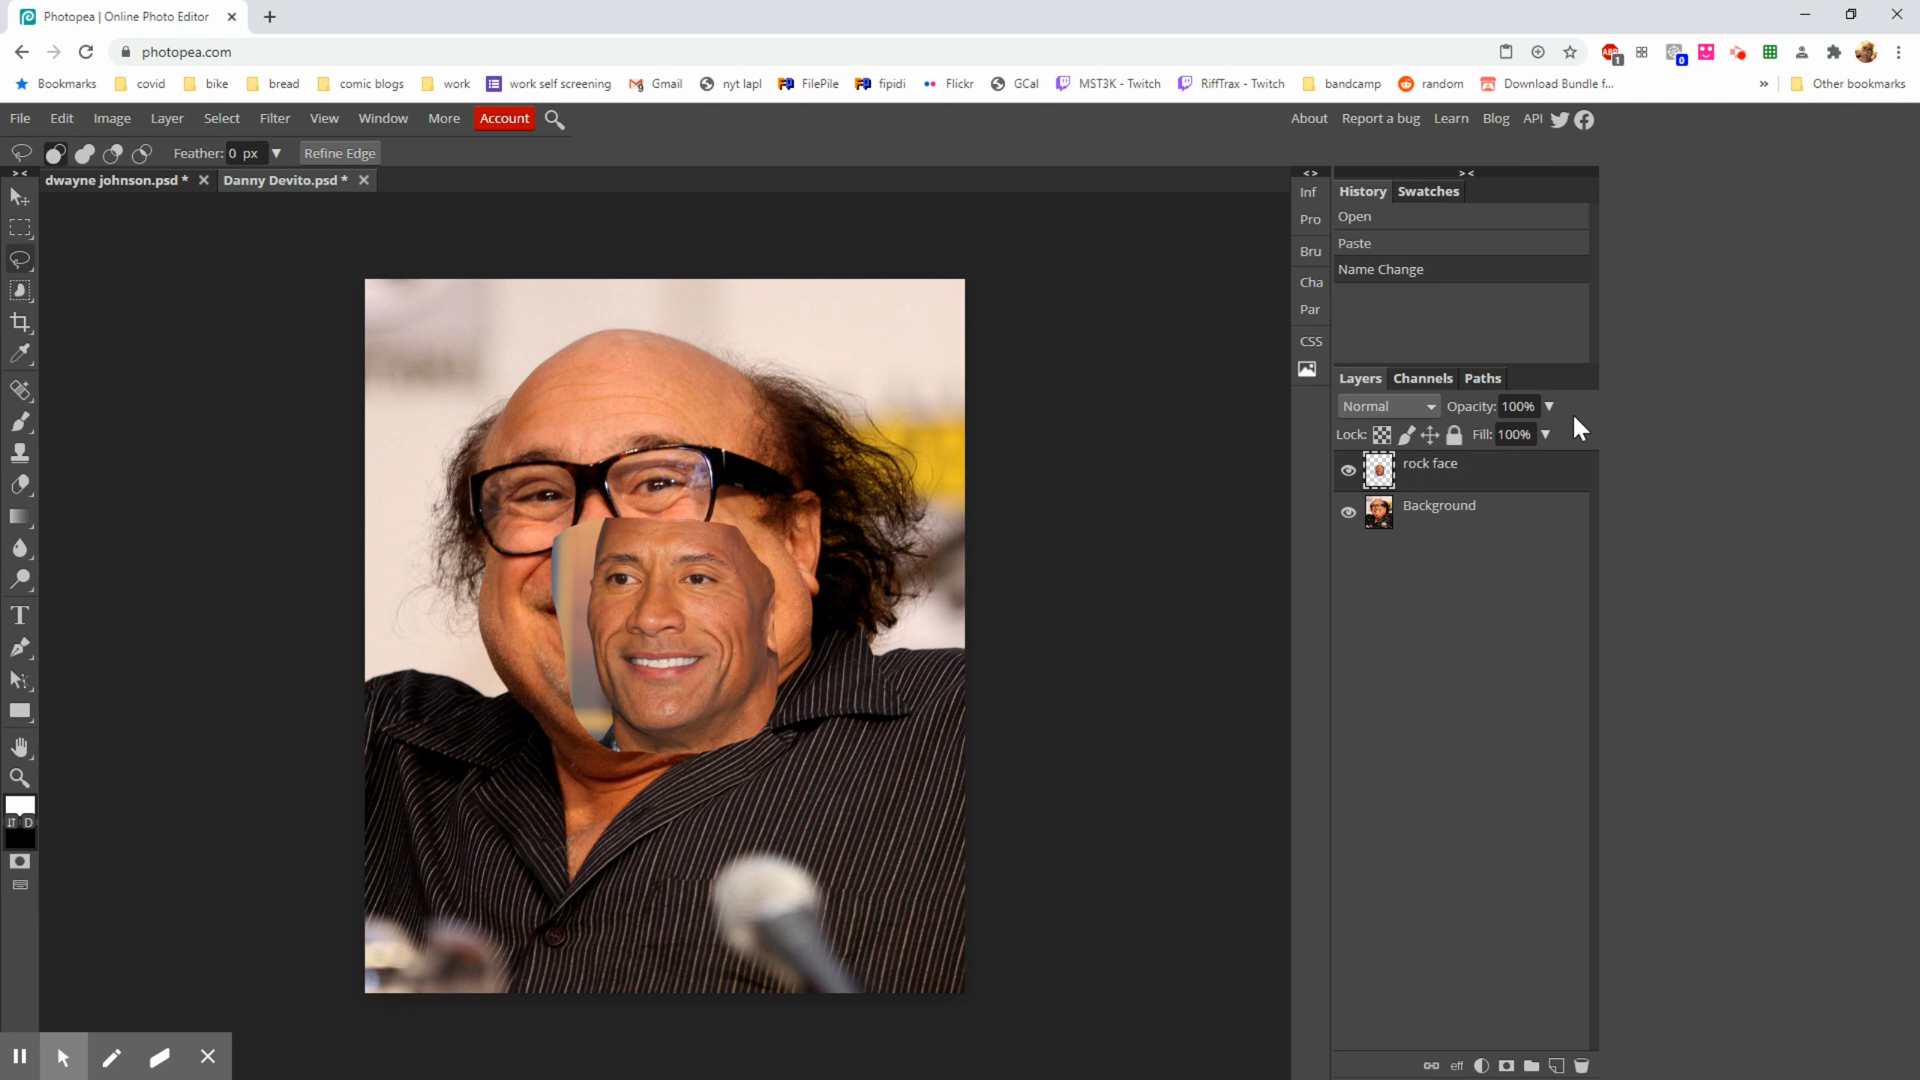 Photopea | Online Photo Editor
photopea.com
Bookmarks covid bike bread comic blogs work work self screening Gmail nyt lapl FilePile fipidi Flickr GCal MST3K - Twitch RiffTrax - Twitch bandcamp random Download Bundle f... » Other bookmarks
File Edit Image Layer Select Filter View Window More Account About Report a bug Learn Blog API
Feather: 0 px Refine Edge
dwayne johnson.psd * Danny Devito.psd *
Inf
Pro
Bru
Cha
Par
CSS
History Swatches
Open
Paste
Name Change
Layers Channels Paths
Normal Opacity: 100%
Lock: Fill: 100%
rock face
Background
eff